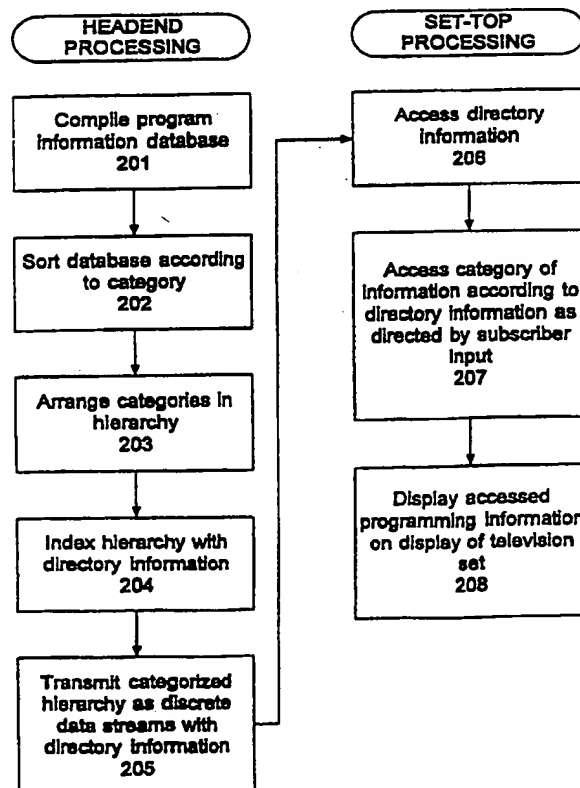 HEADEND
PROCESSING
Compile program
information database
201
Sort database according
to category
202
Arrange categories in
hierarchy
203
Index hierarchy with
directory information
204
Transmit categorized
hierarchy as discrete
data streams with
directory information
205
SET-TOP
PROCESSING
Access directory
information
206
Access category of
information according to
directory information as
directed by subscriber
input
207
Display accessed
programming information
on display of television
set
208